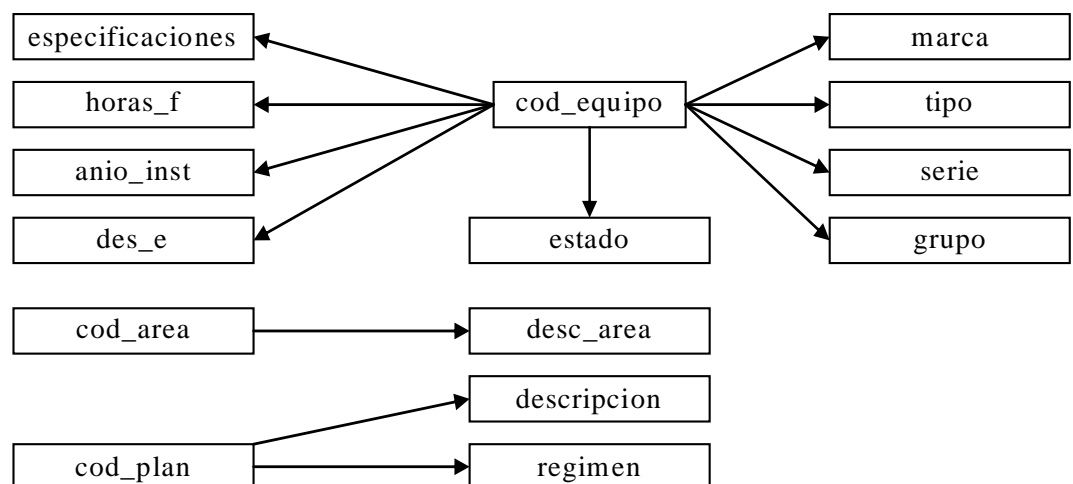 especificaciones
marca
horas_f
cod_equipo
tipo
anio_inst
serie
des_e
estado
grupo
cod_area
desc_area
descripcion
cod_plan
regimen